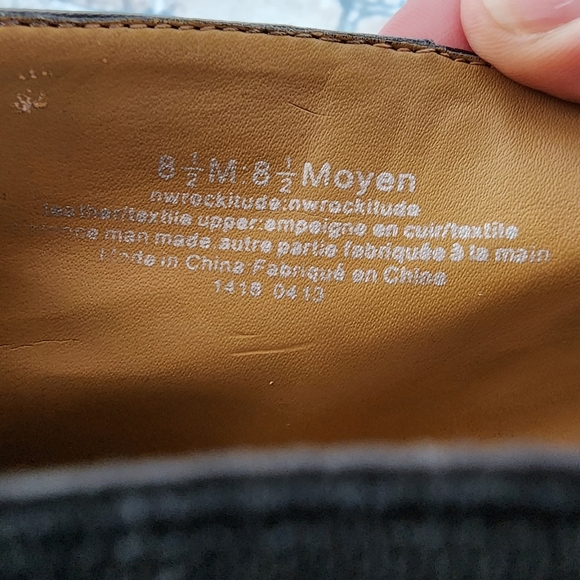 8 ½ M:8 ½ Moyen
nwrockitude:nwrockitude
leather/textile upper:empeigne en cuir/textile
man made.autre partie fabriquée à la main
Made in China Fabriqué en Chine
1418 0413